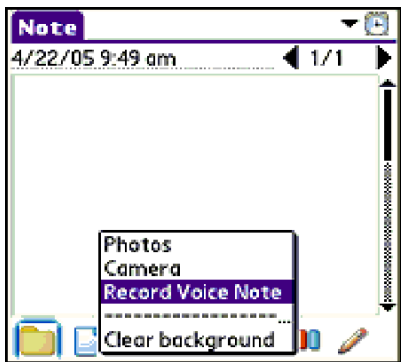 Note
4/22/05 9:49 am 1/1
Photos
Camera
Record Voice Note
------------------...
Clear background